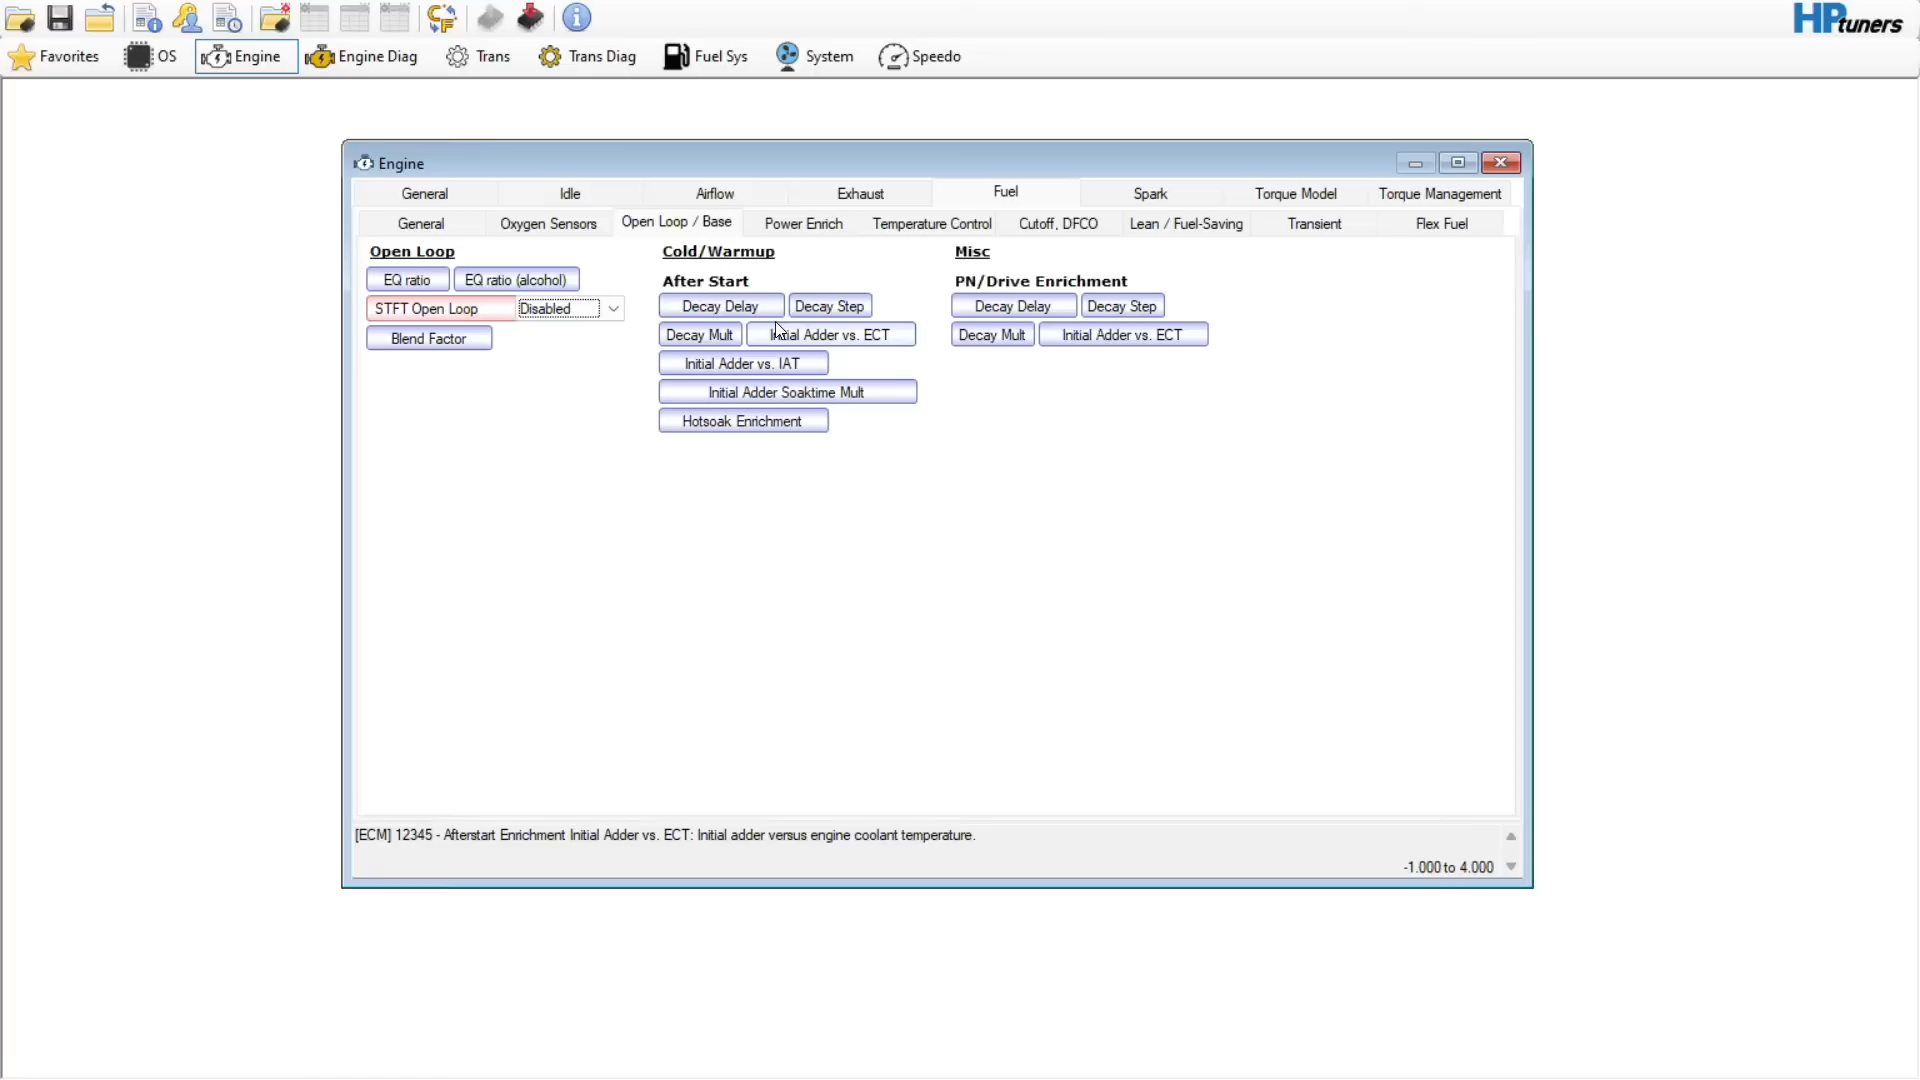 HPtuners
Favorites OS Engine Engine Diag Trans Trans Diag Fuel Sys System Speedo
Engine
General Idle Airflow Exhaust Fuel Spark Torque Model Torque Management
General Oxygen Sensors Open Loop / Base Power Enrich Temperature Control Cutoff, DFCO Lean / Fuel-Saving Transient Flex Fuel
Open Loop
EQ ratio EQ ratio (alcohol)
STFT Open Loop Disabled
Blend Factor
Cold/Warmup
After Start
Decay Delay Decay Step
Decay Mult Initial Adder vs. ECT
Initial Adder vs. IAT
Initial Adder Soaktime Mult
Hotsoak Enrichment
Misc
PN/Drive Enrichment
Decay Delay Decay Step
Decay Mult Initial Adder vs. ECT
[ECM] 12345 - Afterstart Enrichment Initial Adder vs. ECT: Initial adder versus engine coolant temperature.
-1.000 to 4.000